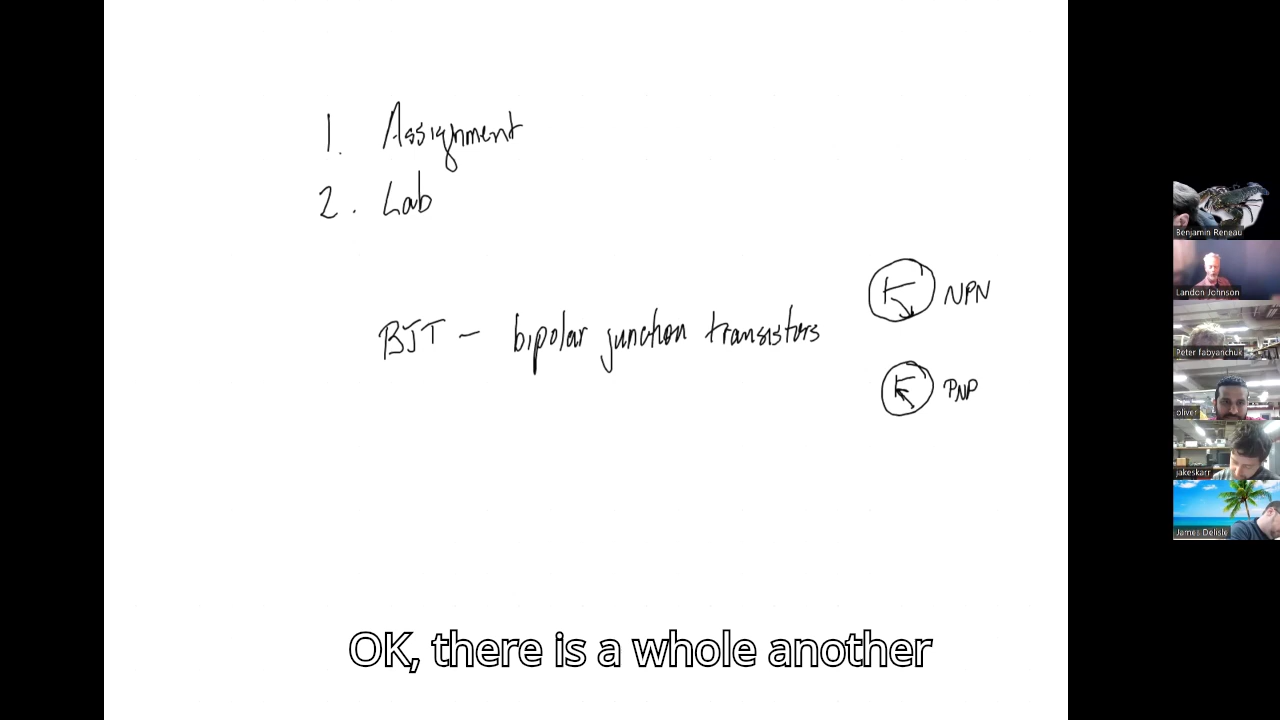 1. Assignment
2. Lab
NPN
BJT - bipolar junction transistors
PNP
OK, there is a whole another
Benjamin Reneau
Landon Johnson
Peter fabyanchuk
oliver
jakeskarr
James Delisle